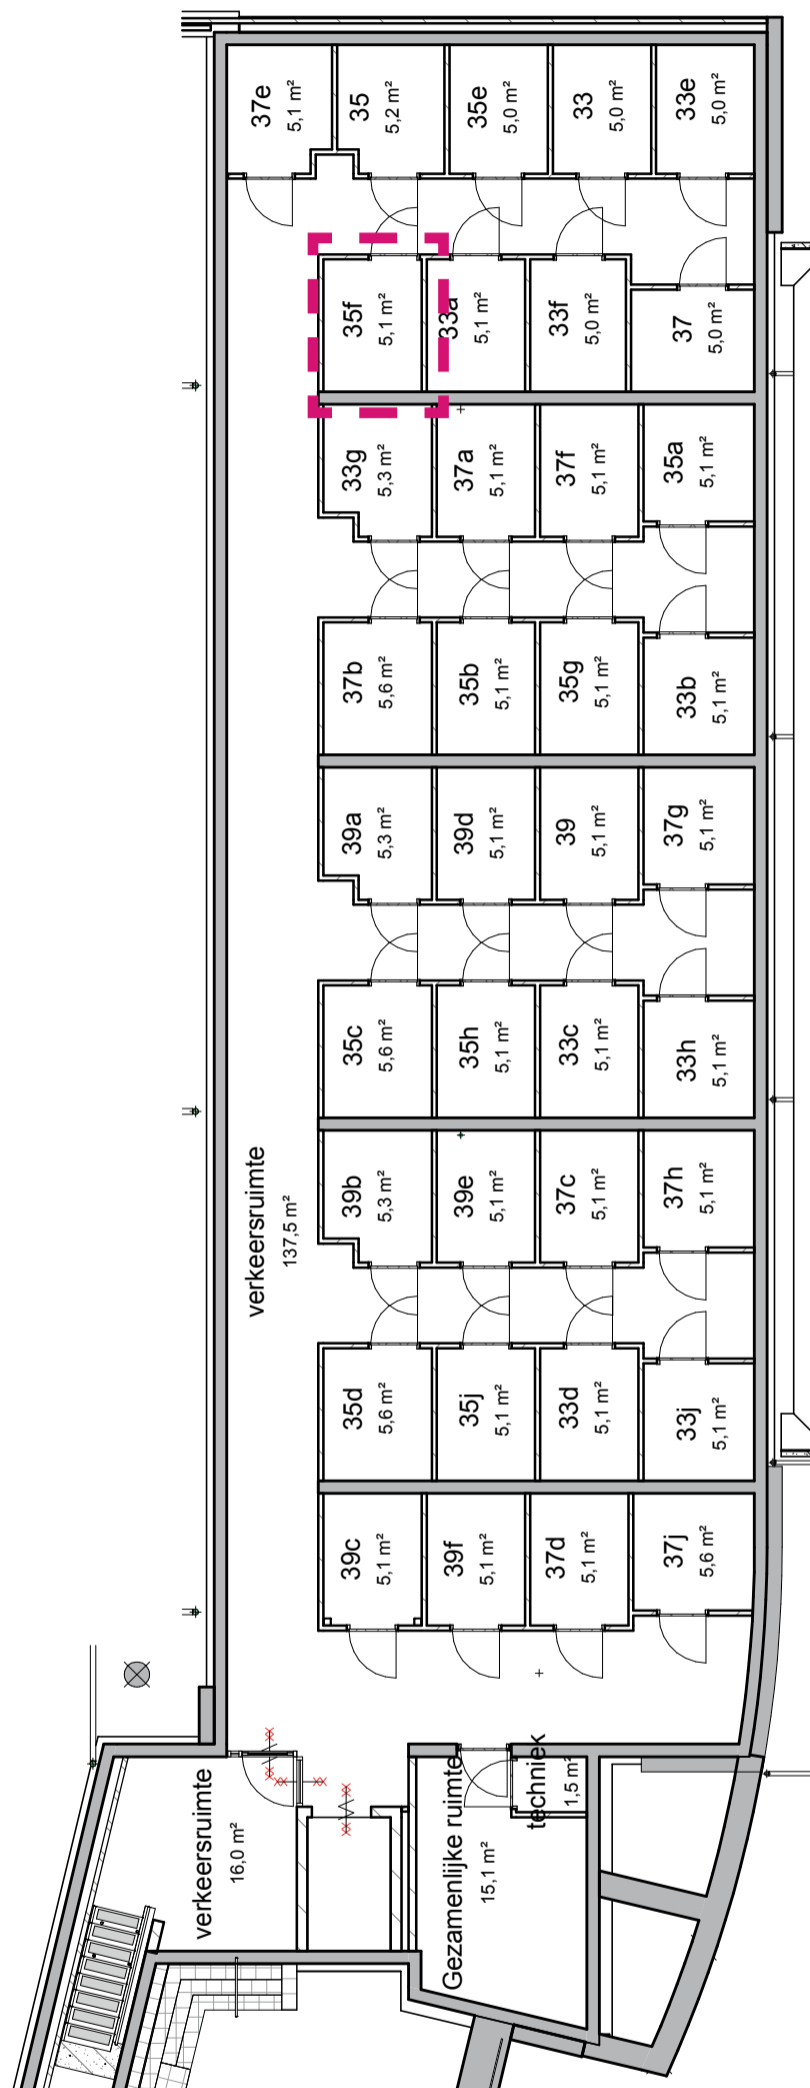 37e
5,1 m²
35
5,2 m²
35e
5,0 m²
33
5,0 m²
33e
5,0 m²
35f
5,1 m²
33a
5,1 m²
33f
5,0 m²
37
5,0 m²
33g
5,3 m²
37a
5,1 m²
37f
5,1 m²
35a
5,1 m²
37b
5,6 m²
35b
5,1 m²
35g
5,1 m²
33b
5,1 m²
39a
5,3 m²
39d
5,1 m²
39
5,1 m²
37g
5,1 m²
35c
5,6 m²
35h
5,1 m²
33c
5,1 m²
33h
5,1 m²
verkeersruimte
137,5 m²
39b
5,3 m²
39e
5,1 m²
37c
5,1 m²
37h
5,1 m²
35d
5,6 m²
35j
5,1 m²
33d
5,1 m²
33j
5,1 m²
39c
5,1 m²
39f
5,1 m²
37d
5,1 m²
37j
5,6 m²
verkeersruimte
16,0 m²
Gezamenlijke ruimte
15,1 m²
techniek
1,5 m²